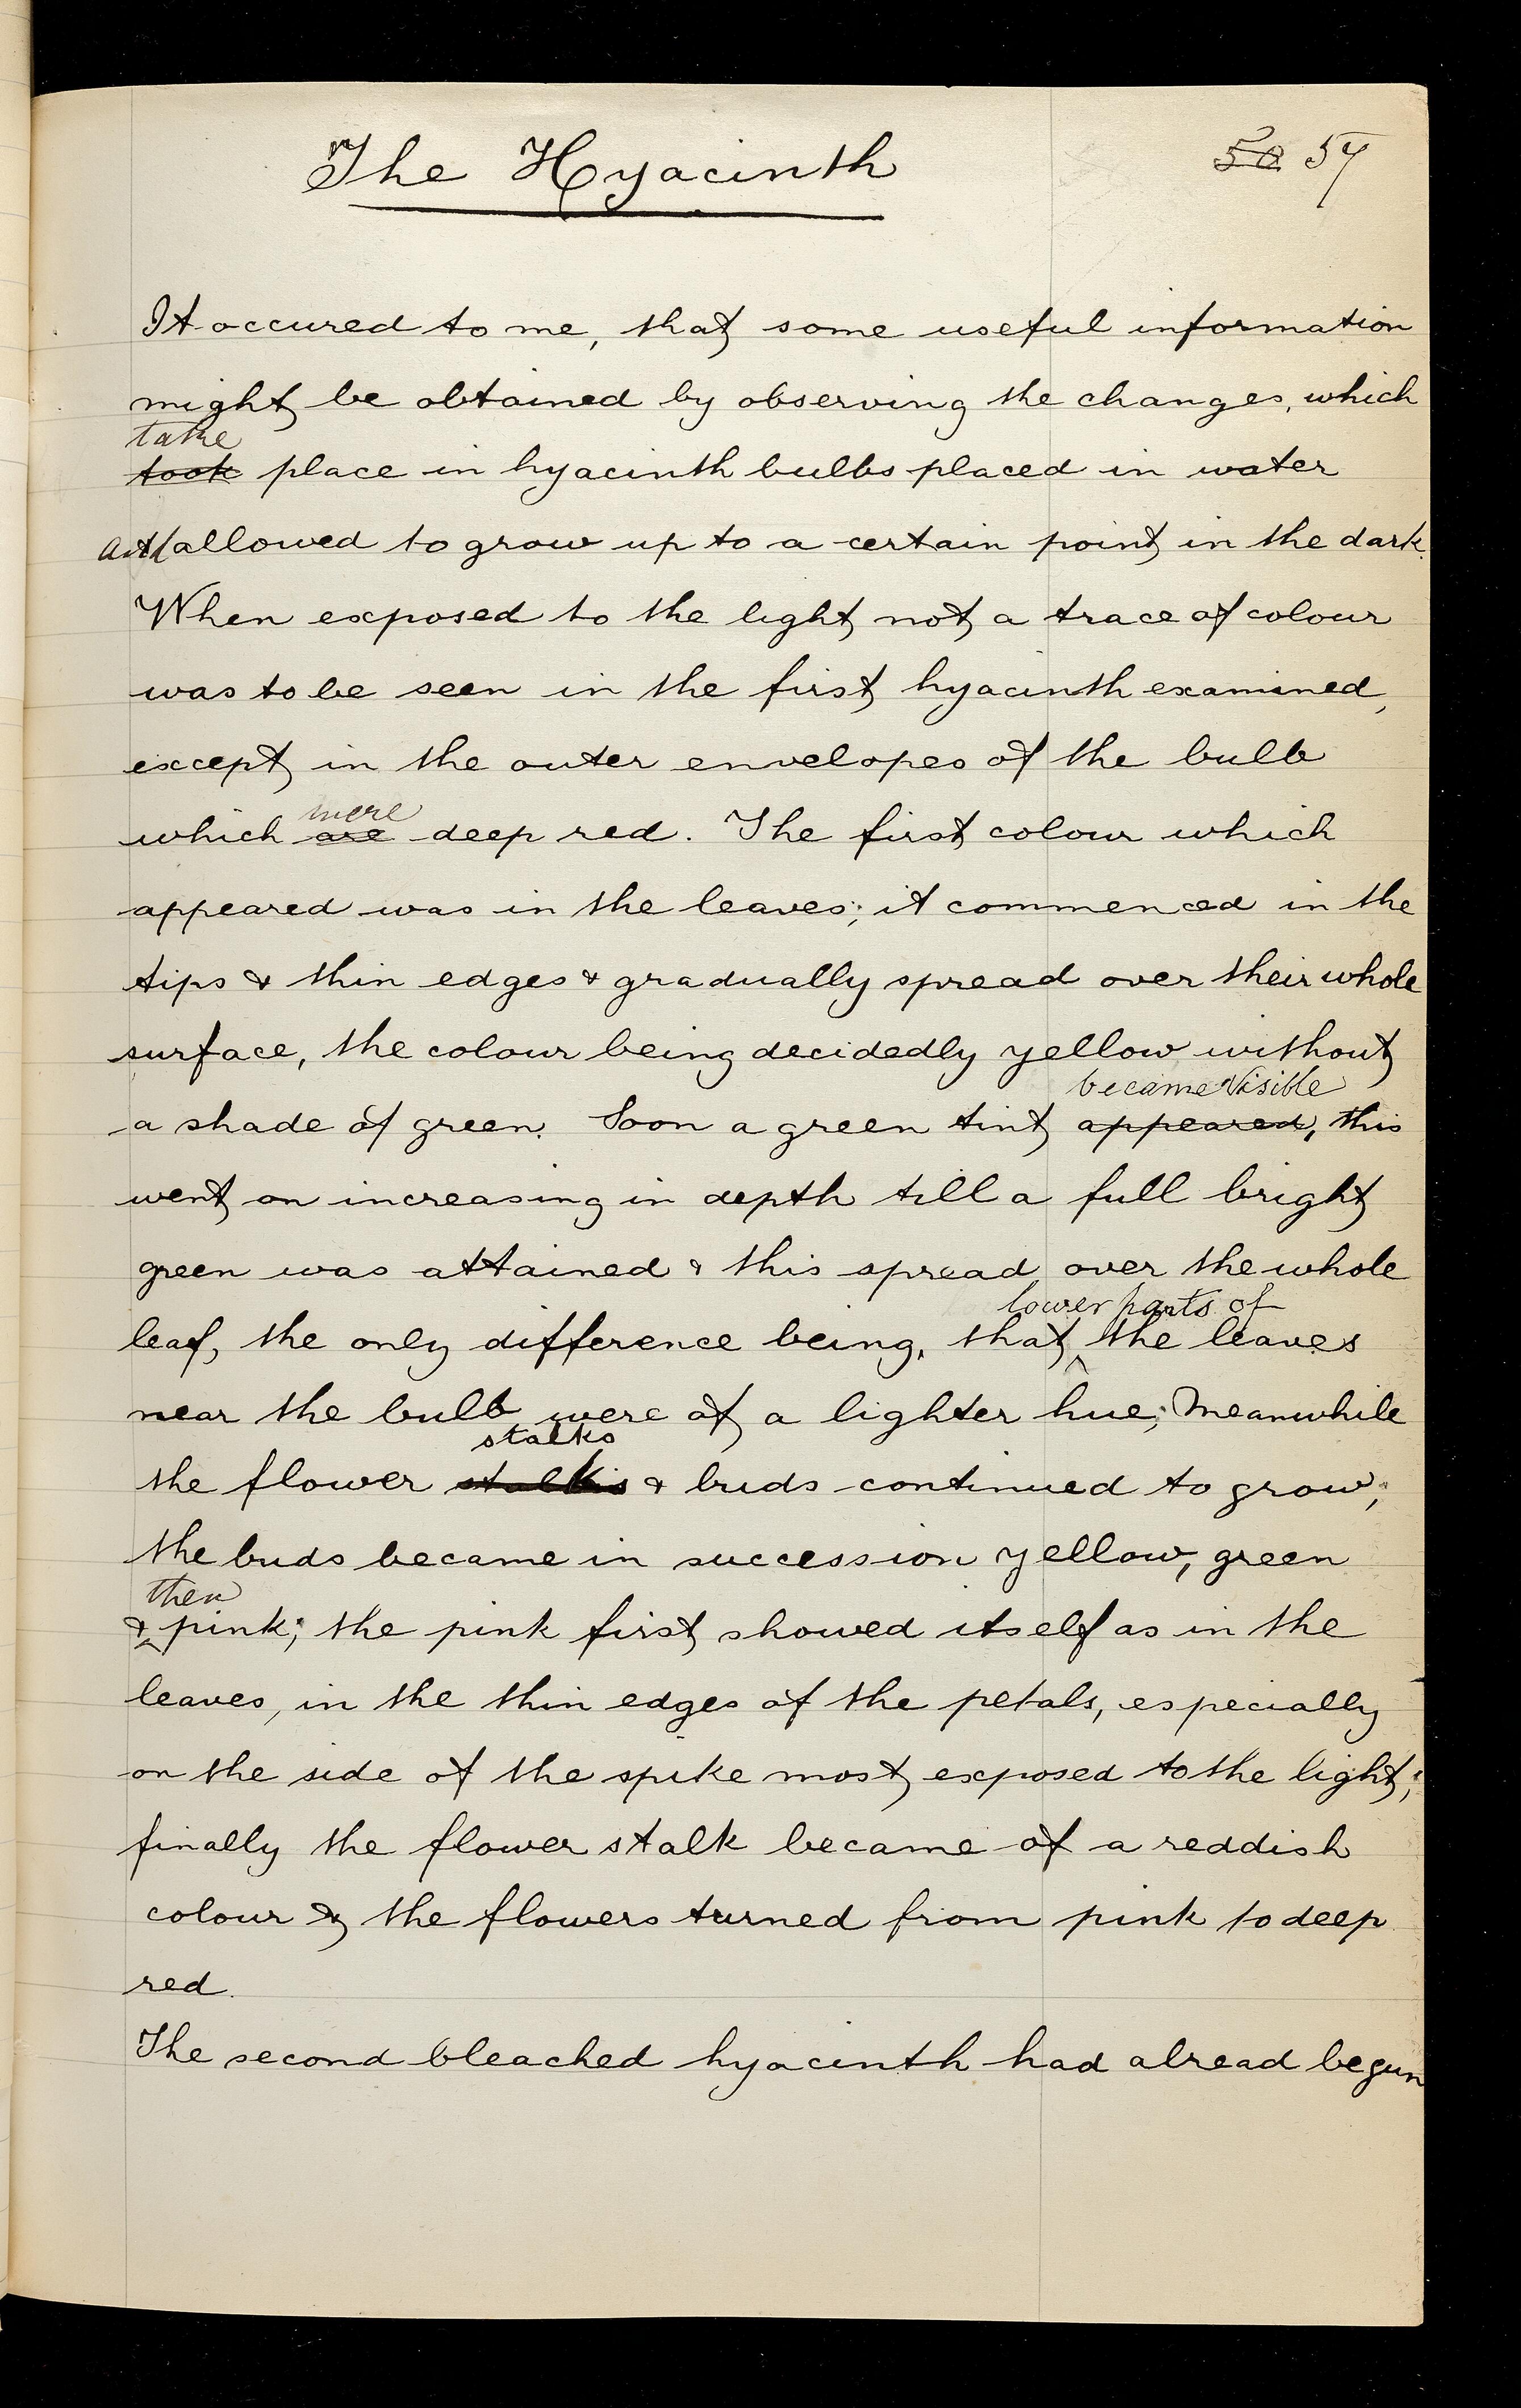 The Hyacinth
50 57
It occured to me, that some useful information
might be obtained by observing the changes, which
take
took place in hyacinth bulbs placed in water
and allowed to grow up to a certain point in the dark.
When exposed to the light not a trace of colour
was to be seen in the first hyacinth examined,
except in the outer envelopes of the bulb
were
which are deep red. The first colour which
appeared was in the leaves; it commenced in the
tips & thin edges & gradually spread over their whole
surface, the colour being decidedly yellow without
became visible
a shade of green. Soon a green tint appeared, this
went on increasing in depth till a full bright
green was attained & this spread over the whole
lower parts of
leaf, the only difference being, that ^ the leaves
near the bulb were of a lighter hue; Meanwhile
stalks
the flower stalks & buds continued to grow;
the buds became in succession yellow, green
then
& ^ pink; the pink first showed itself as in the
leaves, in the thin edges of the petals, especially
on the side of the spike most exposed to the light;
finally the flower stalk became of a reddish
colour & the flowers turned from pink to deep
red.
The second bleached hyacinth had alread begun